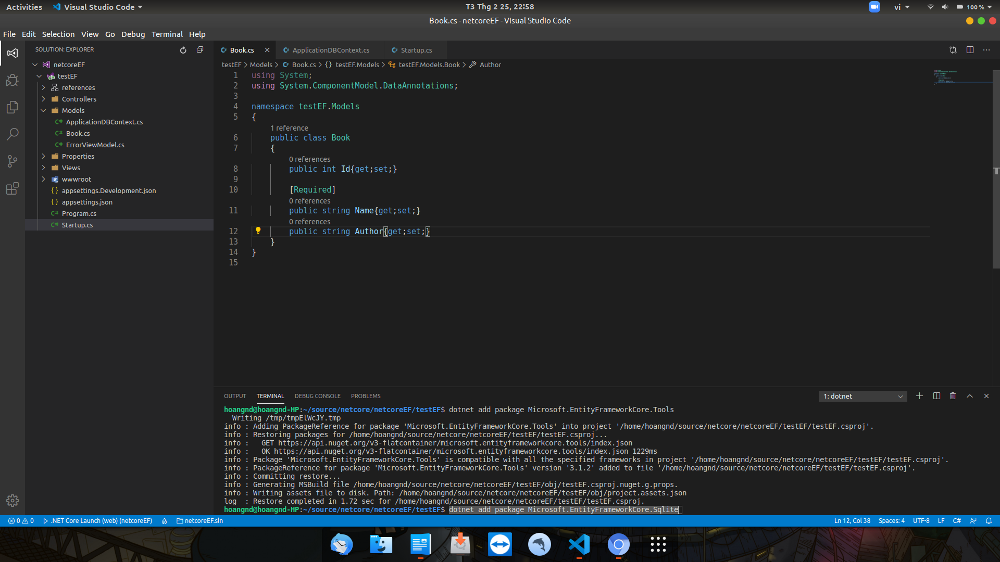 Activities Visual Studio Code T3 Thg 2 25, 22:58 vi 100 %
Book.cs - netcoreEF - Visual Studio Code
File Edit Selection View Go Debug Terminal Help
SOLUTION: EXPLORER
netcoreEF
testEF
references
Controllers
Models
C# ApplicationDBContext.cs
C# Book.cs
C# ErrorViewModel.cs
Properties
Views
wwwroot
{ } appsettings.Development.json
{ } appsettings.json
C# Program.cs
C# Startup.cs
Book.cs ApplicationDBContext.cs Startup.cs
testEF > Models > Book.cs > {} testEF.Models > testEF.Models.Book > Author
1 using System;
2 using System.ComponentModel.DataAnnotations;
3
4 namespace testEF.Models
5 {
1 reference
6 public class Book
7 {
0 references
8 public int Id{get;set;}
9
10 [Required]
0 references
11 public string Name{get;set;}
0 references
12 public string Author{get;set;}
13 }
14 }
15
OUTPUT TERMINAL DEBUG CONSOLE PROBLEMS 1: dotnet
hoangnd@hoangnd-HP:~/source/netcore/netcoreEF/testEF$ dotnet add package Microsoft.EntityFrameworkCore.Tools
Writing /tmp/tmpElWcJY.tmp
info : Adding PackageReference for package 'Microsoft.EntityFrameworkCore.Tools' into project '/home/hoangnd/source/netcore/netcoreEF/testEF/testEF.csproj'.
info : Restoring packages for /home/hoangnd/source/netcore/netcoreEF/testEF/testEF.csproj...
info :   GET https://api.nuget.org/v3-flatcontainer/microsoft.entityframeworkcore.tools/index.json
info :   OK https://api.nuget.org/v3-flatcontainer/microsoft.entityframeworkcore.tools/index.json 1229ms
info : Package 'Microsoft.EntityFrameworkCore.Tools' is compatible with all the specified frameworks in project '/home/hoangnd/source/netcore/netcoreEF/testEF/testEF.csproj'.
info : PackageReference for package 'Microsoft.EntityFrameworkCore.Tools' version '3.1.2' added to file '/home/hoangnd/source/netcore/netcoreEF/testEF/testEF.csproj'.
info : Committing restore...
info : Generating MSBuild file /home/hoangnd/source/netcore/netcoreEF/testEF/obj/testEF.csproj.nuget.g.props.
info : Writing assets file to disk. Path: /home/hoangnd/source/netcore/netcoreEF/testEF/obj/project.assets.json
log  : Restore completed in 1.72 sec for /home/hoangnd/source/netcore/netcoreEF/testEF/testEF.csproj.
hoangnd@hoangnd-HP:~/source/netcore/netcoreEF/testEF$ dotnet add package Microsoft.EntityFrameworkCore.Sqlite
0 0 .NET Core Launch (web) (netcoreEF) netcoreEF.sln Ln 12, Col 38 Spaces: 4 UTF-8 LF C#